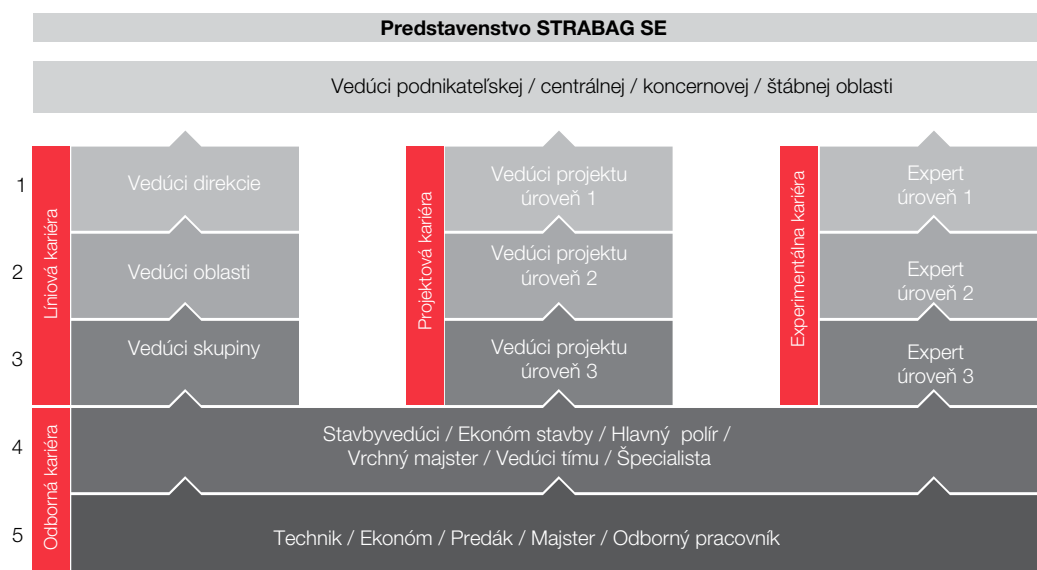 Predstavenstvo STRABAG SE
Vedúci podnikateľskej / centrálnej / koncernovej / štábnej oblasti
1
2
3
4
5
Líniová kariéra
Vedúci direkcie
Vedúci oblasti
Vedúci skupiny
Projektová kariéra
Vedúci projektu
úroveň 1
Vedúci projektu
úroveň 2
Vedúci projektu
úroveň 3
Experimentálna kariéra
Expert
úroveň 1
Expert
úroveň 2
Expert
úroveň 3
Odborná kariéra
Stavbyvedúci / Ekonóm stavby / Hlavný polír /
Vrchný majster / Vedúci tímu / Špecialista
Technik / Ekonóm / Predák / Majster / Odborný pracovník